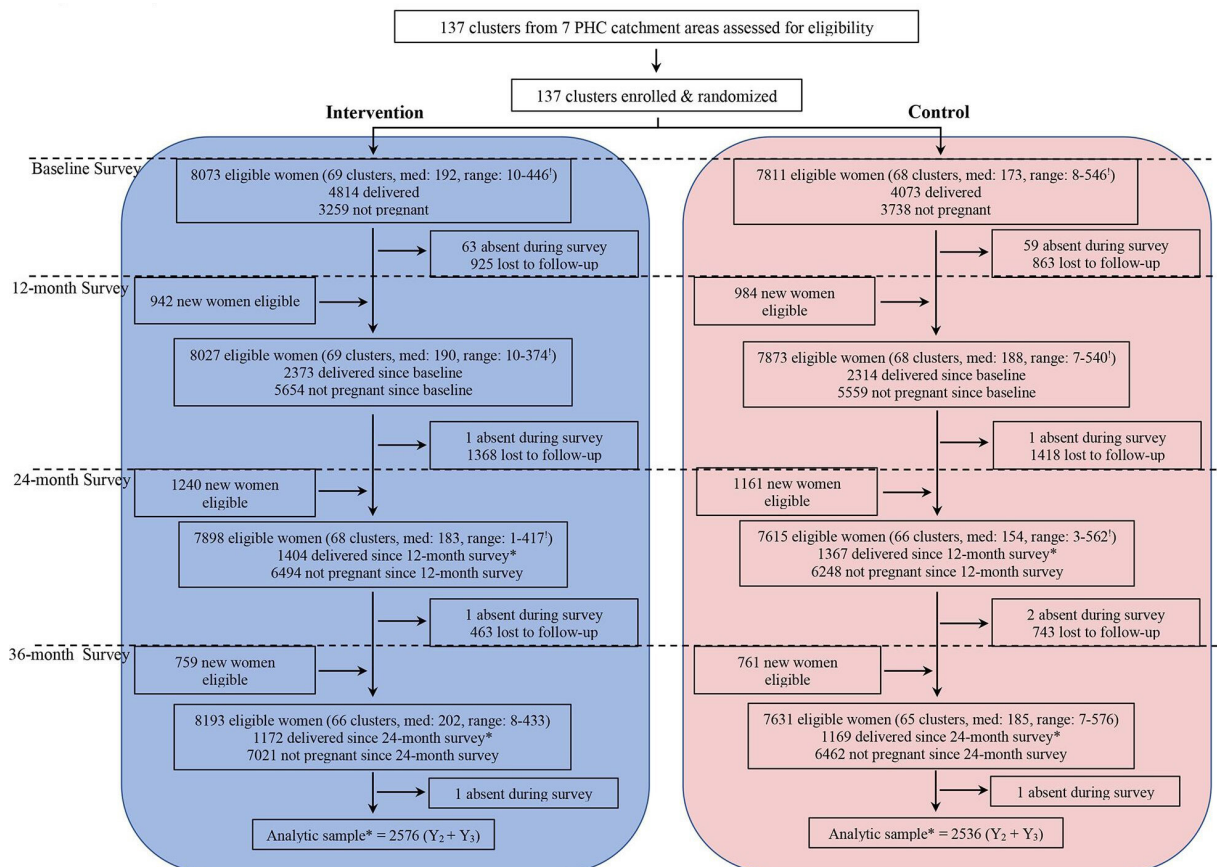 137 clusters from 7 PHC catchment areas assessed for eligibility
137 clusters enrolled & randomized
Intervention
Control
Baseline Survey
8073 eligible women (69 clusters, med: 192, range: 10-446!)
4814 delivered
3259 not pregnant
7811 eligible women (68 clusters, med: 173, range: 8-546!)
4073 delivered
3738 not pregnant
63 absent during survey
925 lost to follow-up
59 absent during survey
863 lost to follow-up
12-month Survey
942 new women eligible
984 new women
eligible
8027 eligible women (69 clusters, med: 190, range: 10-374!)
2373 delivered since baseline
5654 not pregnant since baseline
7873 eligible women (68 clusters, med: 188, range: 7-540!)
2314 delivered since baseline
5559 not pregnant since baseline
1 absent during survey
1368 lost to follow-up
1 absent during survey
1418 lost to follow-up
24-month Survey
1240 new women
eligible
1161 new women
eligible
7898 eligible women (68 clusters, med: 183, range: 1-417!)
1404 delivered since 12-month survey*
6494 not pregnant since 12-month survey
7615 eligible women (66 clusters, med: 154, range: 3-562!)
1367 delivered since 12-month survey*
6248 not pregnant since 12-month survey
1 absent during survey
463 lost to follow-up
2 absent during survey
743 lost to follow-up
36-month Survey
759 new women
eligible
761 new women
eligible
8193 eligible women (66 clusters, med: 202, range: 8-433)
1172 delivered since 24-month survey*
7021 not pregnant since 24-month survey
7631 eligible women (65 clusters, med: 185, range: 7-576)
1169 delivered since 24-month survey*
6462 not pregnant since 24-month survey
1 absent during survey
1 absent during survey
Analytic sample* = 2576 (Y₂ + Y₃)
Analytic sample* = 2536 (Y₂ + Y₃)